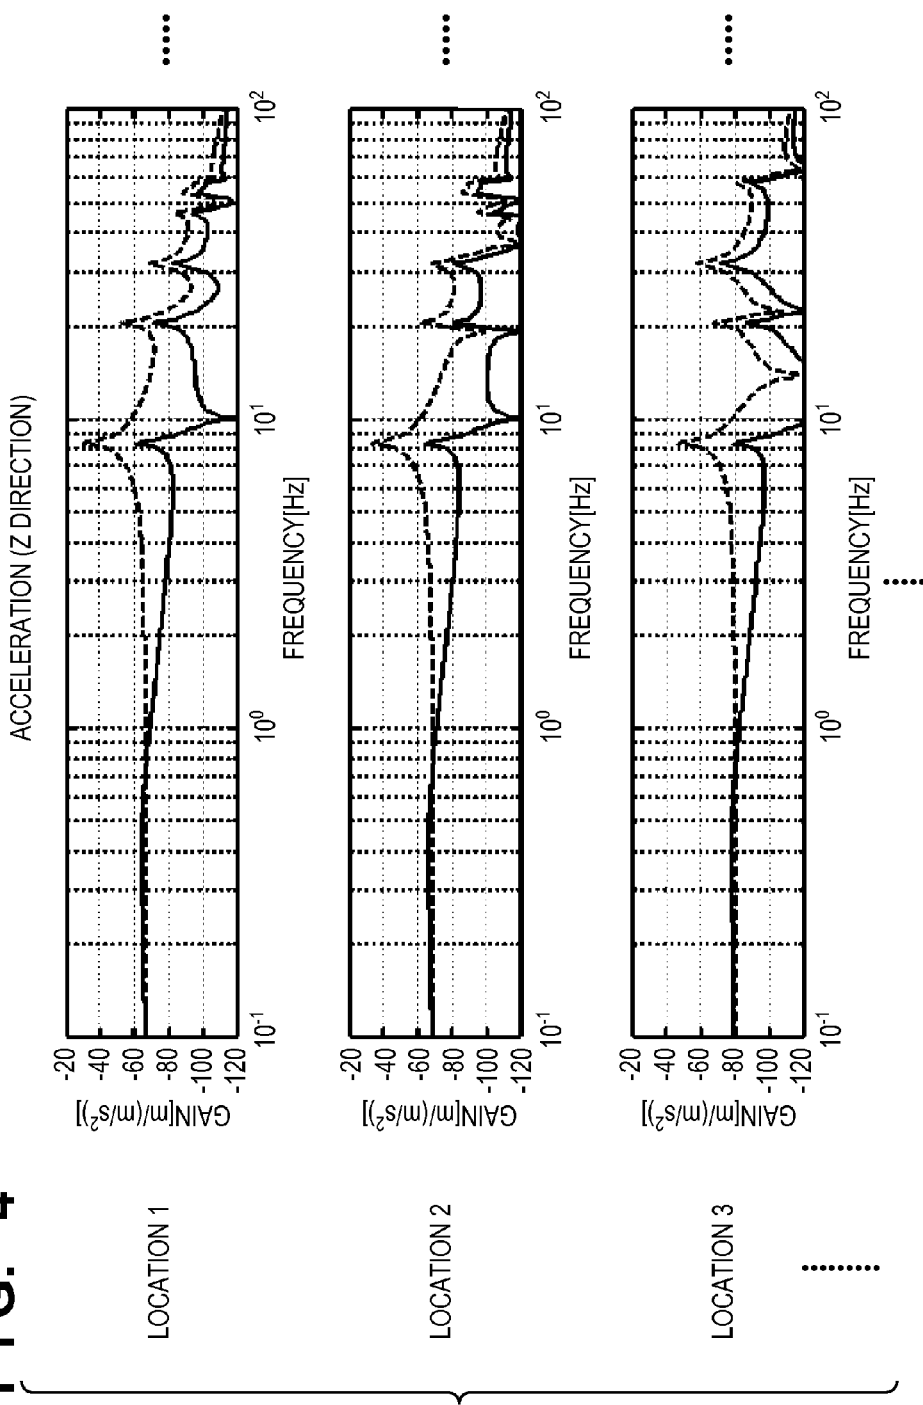 FIG. 4
ACCELERATION (Z DIRECTION)
LOCATION 1
GAIN[m/(m/s²)]
-20
-40
-60
-80
-100
-120
10⁻¹
10⁰
10¹
10²
FREQUENCY[Hz]
LOCATION 2
GAIN[m/(m/s²)]
-20
-40
-60
-80
-100
-120
10⁻¹
10⁰
10¹
10²
FREQUENCY[Hz]
LOCATION 3
GAIN[m/(m/s²)]
-20
-40
-60
-80
-100
-120
10⁻¹
10⁰
10¹
10²
FREQUENCY[Hz]